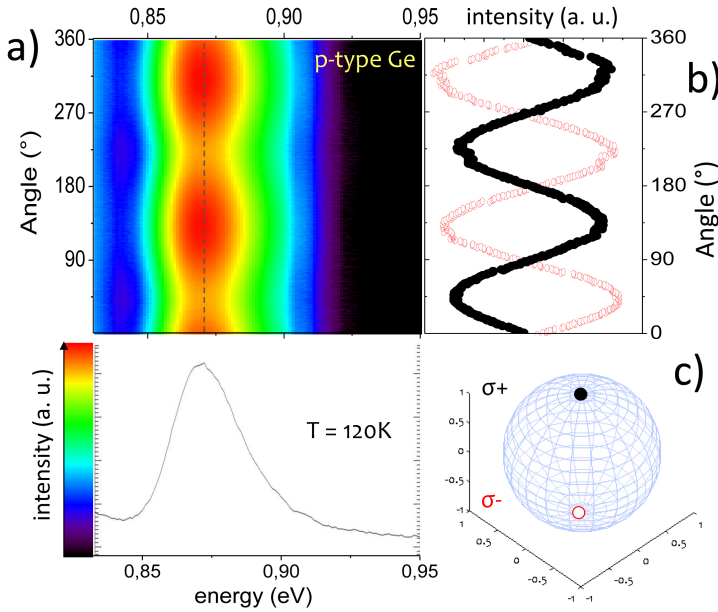 0,85 0,90 0,95 intensity (a. u.)
a)
360
270
180
90
Angle (°)
p-type Ge
b)
360
270
180
90
0
Angle (°)
intensity (a. u.)
T = 120K
0,85 0,90 0,95
energy (eV)
c)
σ+
σ-
1
0.5
0
-0.5
-1
1
0.5
0
-0.5
-1
-1
-0.5
0
0.5
1